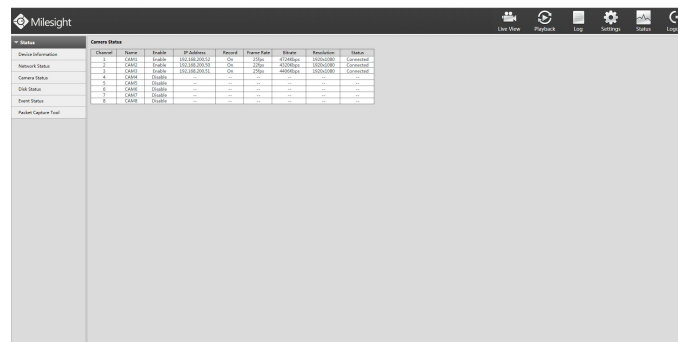 Milesight
Live View Playback Log Settings Status
Status
Device Information
Network Status
Camera Status
Disk Status
Event Status
Packet Capture Tool
Camera Status
Channel Name Enable IP Address Record Frame Rate Bitrate Resolution Status
1 CAM1 Enable 192.168.200.52 On 25fps 4724Kbps 1920x1080 Connected
2 CAM2 Enable 192.168.200.50 On 22fps 4320Kbps 1920x1080 Connected
3 CAM3 Enable 192.168.200.51 On 25fps 4406Kbps 1920x1080 Connected
4 CAM4 Disable -- -- -- -- -- --
5 CAM5 Disable -- -- -- -- -- --
6 CAM6 Disable -- -- -- -- -- --
7 CAM7 Disable -- -- -- -- -- --
8 CAM8 Disable -- -- -- -- -- --